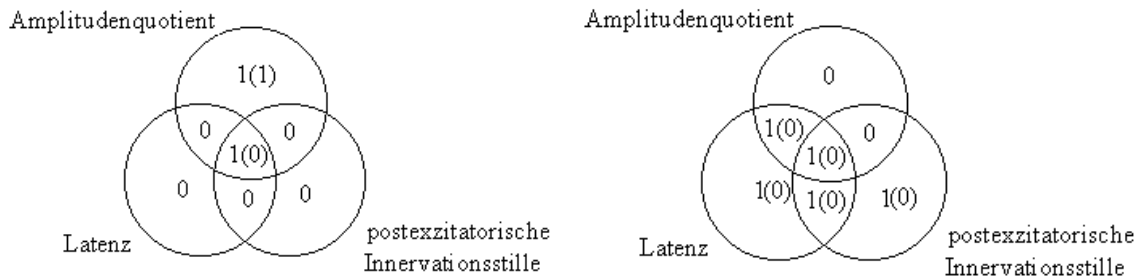 Amplitudenquotient
1(1)
0
0
1(0)
0
0
0
Latenz
postexzitatorische
Innervationsstille
Amplitudenquotient
0
1(0)
0
1(0)
1(0)
1(0)
1(0)
Latenz
postexzitatorische
Innervationsstille